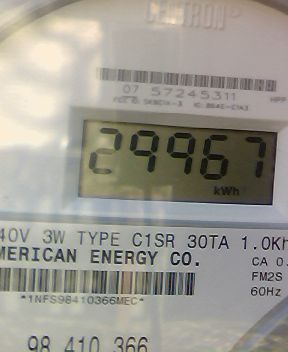 CENTRON®
07 57245311
29967
kWh
40V 3W TYPE C1SR 30TA 1.0Kh
MERICAN ENERGY CO.
CA 0.
FM2S
*1NFS98410366MEC*
60Hz
98 410 366